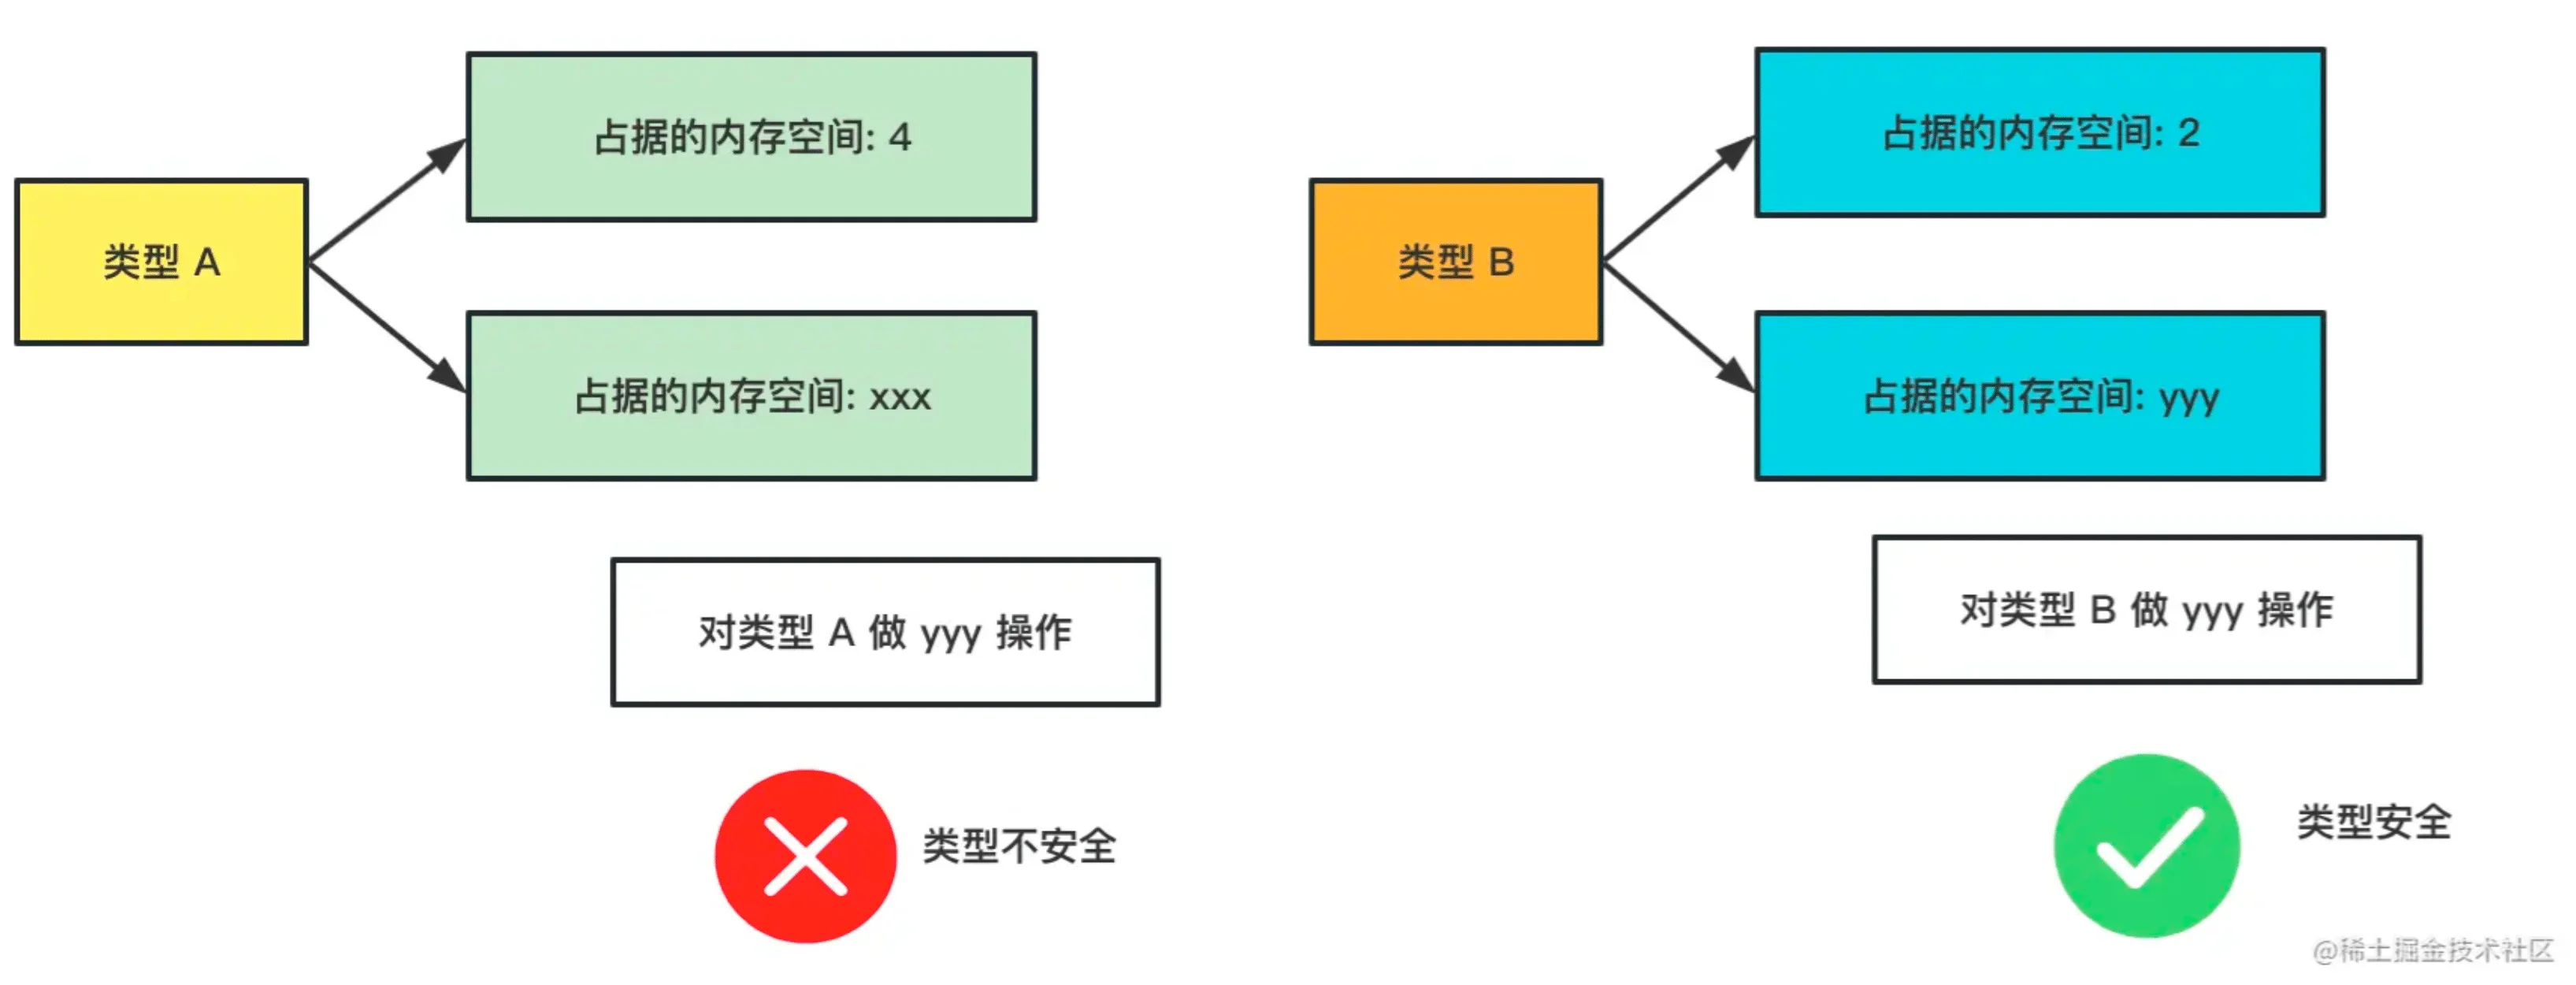 类型 A
占据的内存空间: 4
占据的内存空间: xxx
对类型 A 做 yyy 操作
类型不安全
类型 B
占据的内存空间: 2
占据的内存空间: yyy
对类型 B 做 yyy 操作
类型安全
@稀土掘金技术社区